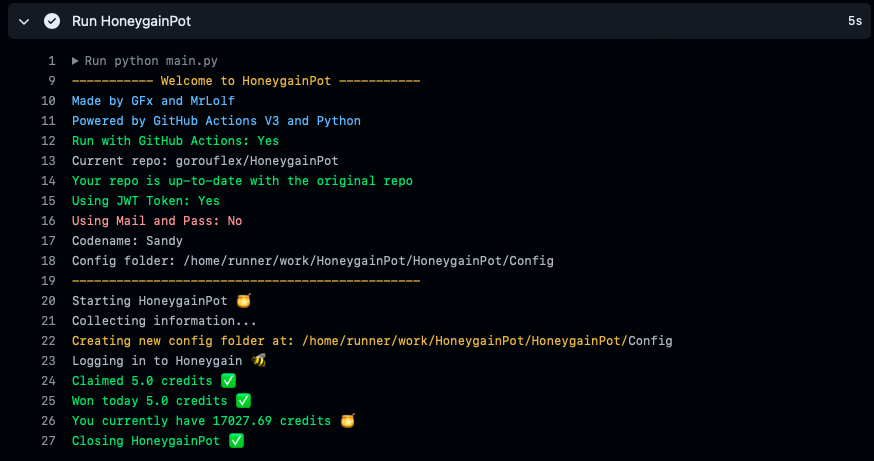 Run HoneygainPot 5s
1 ▶ Run python main.py
9 ----------- Welcome to HoneygainPot -----------
10 Made by GFx and MrLolf
11 Powered by GitHub Actions V3 and Python
12 Run with GitHub Actions: Yes
13 Current repo: gorouflex/HoneygainPot
14 Your repo is up-to-date with the original repo
15 Using JWT Token: Yes
16 Using Mail and Pass: No
17 Codename: Sandy
18 Config folder: /home/runner/work/HoneygainPot/HoneygainPot/Config
19 -----------------------------------------------
20 Starting HoneygainPot 🍯
21 Collecting information...
22 Creating new config folder at: /home/runner/work/HoneygainPot/HoneygainPot/Config
23 Logging in to Honeygain 🐝
24 Claimed 5.0 credits ✅
25 Won today 5.0 credits ✅
26 You currently have 17027.69 credits 🍯
27 Closing HoneygainPot ✅